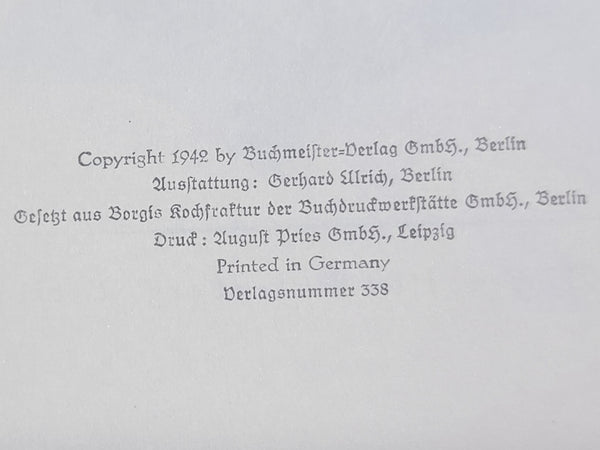 Copyright 1942 by Buchmeiſter-Verlag GmbH., Berlin
Ausſtattung: Gerhard Ulrich, Berlin
Geſetzt aus Borgis Kochfraktur der Buchdruckwerkſtätte GmbH., Berlin
Druck: Auguſt Pries GmbH., Leipzig
Printed in Germany
Verlagsnummer 338